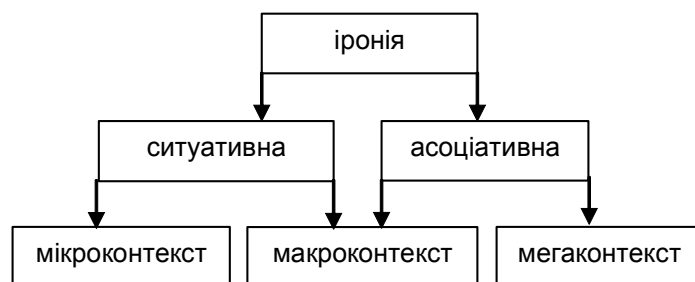 іронія
ситуативна
асоціативна
мікроконтекст
макроконтекст
мегаконтекст